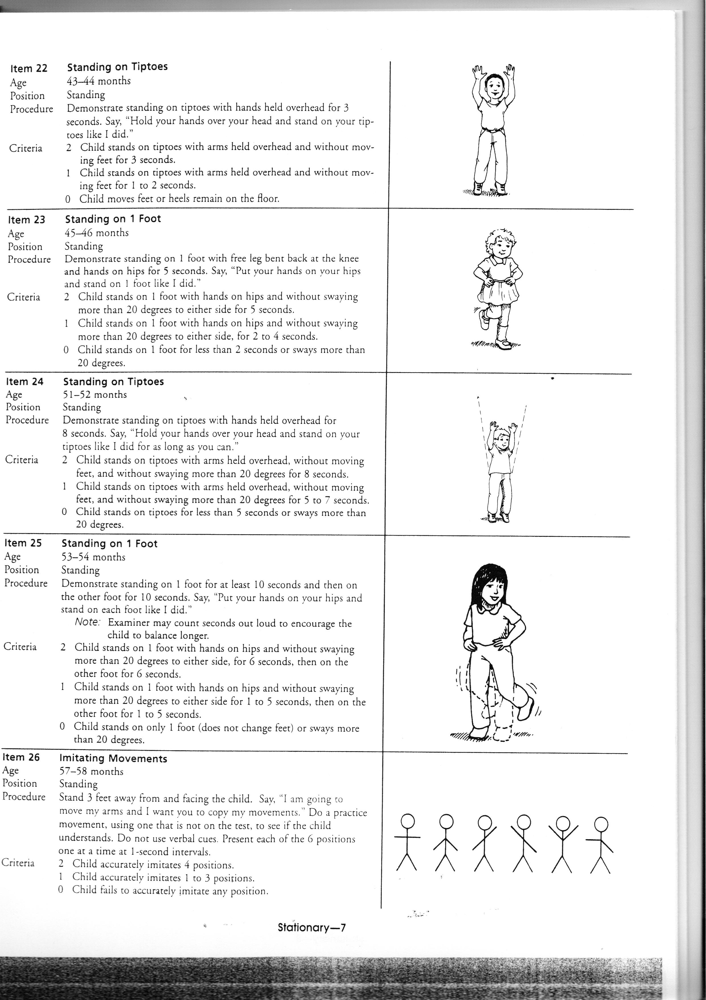 Item 22 Standing on Tiptoes
Age 43–44 months
Position Standing
Procedure Demonstrate standing on tiptoes with hands held overhead for 3
seconds. Say, “Hold your hands over your head and stand on your tip-
toes like I did.”
Criteria 2 Child stands on tiptoes with arms held overhead and without mov-
ing feet for 3 seconds.
1 Child stands on tiptoes with arms held overhead and without mov-
ing feet for 1 to 2 seconds.
0 Child moves feet or heels remain on the floor.
Item 23 Standing on 1 Foot
Age 45–46 months
Position Standing
Procedure Demonstrate standing on 1 foot with free leg bent back at the knee
and hands on hips for 5 seconds. Say, “Put your hands on your hips
and stand on 1 foot like I did.”
Criteria 2 Child stands on 1 foot with hands on hips and without swaying
more than 20 degrees to either side for 5 seconds.
1 Child stands on 1 foot with hands on hips and without swaying
more than 20 degrees to either side, for 2 to 4 seconds.
0 Child stands on 1 foot for less than 2 seconds or sways more than
20 degrees.
Item 24 Standing on Tiptoes
Age 51–52 months
Position Standing
Procedure Demonstrate standing on tiptoes with hands held overhead for
8 seconds. Say, “Hold your hands over your head and stand on your
tiptoes like I did for as long as you can.”
Criteria 2 Child stands on tiptoes with arms held overhead, without moving
feet, and without swaying more than 20 degrees for 8 seconds.
1 Child stands on tiptoes with arms held overhead, without moving
feet, and without swaying more than 20 degrees for 5 to 7 seconds.
0 Child stands on tiptoes for less than 5 seconds or sways more than
20 degrees.
Item 25 Standing on 1 Foot
Age 53–54 months
Position Standing
Procedure Demonstrate standing on 1 foot for at least 10 seconds and then on
the other foot for 10 seconds. Say, “Put your hands on your hips and
stand on each foot like I did.”
Note: Examiner may count seconds out loud to encourage the
child to balance longer.
Criteria 2 Child stands on 1 foot with hands on hips and without swaying
more than 20 degrees to either side, for 6 seconds, then on the
other foot for 6 seconds.
1 Child stands on 1 foot with hands on hips and without swaying
more than 20 degrees to either side for 1 to 5 seconds, then on the
other foot for 1 to 5 seconds.
0 Child stands on only 1 foot (does not change feet) or sways more
than 20 degrees.
Item 26 Imitating Movements
Age 57–58 months
Position Standing
Procedure Stand 3 feet away from and facing the child. Say, “I am going to
move my arms and I want you to copy my movements.” Do a practice
movement, using one that is not on the test, to see if the child
understands. Do not use verbal cues. Present each of the 6 positions
one at a time at 1-second intervals.
Criteria 2 Child accurately imitates 4 positions.
1 Child accurately imitates 1 to 3 positions.
0 Child fails to accurately imitate any position.
Stationary—7